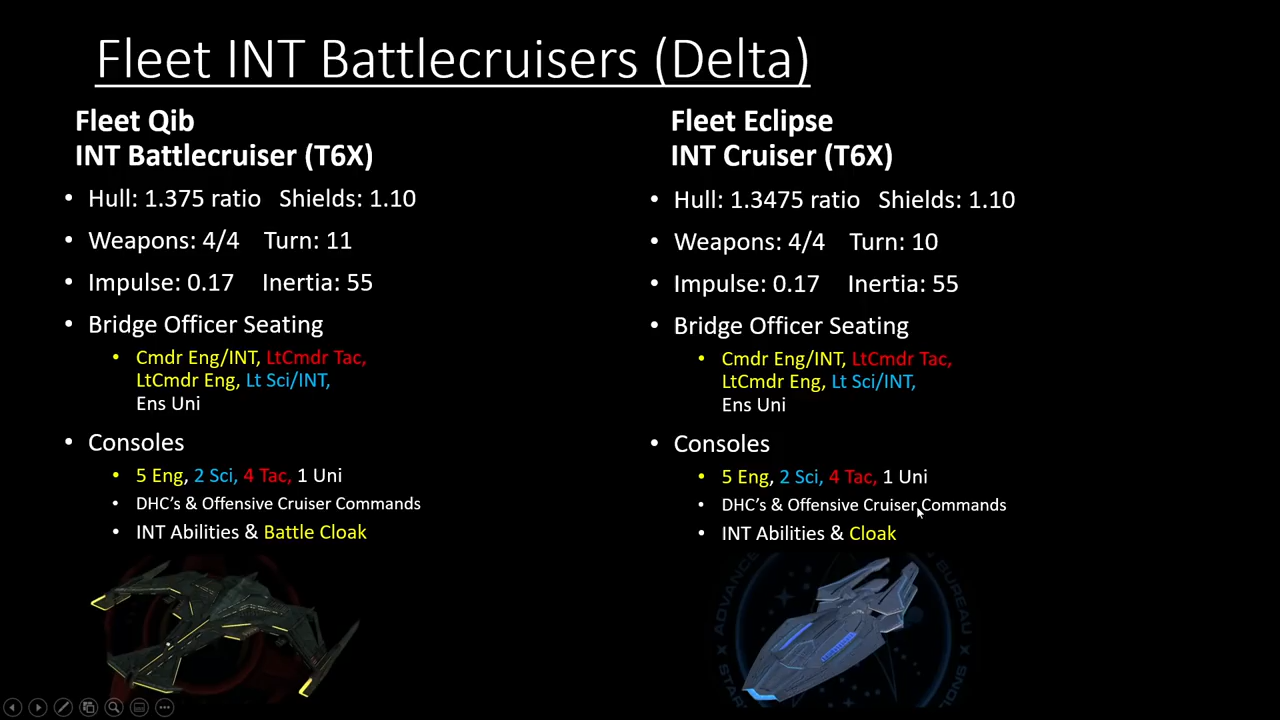 Fleet INT Battlecruisers (Delta)
Fleet Qib
INT Battlecruiser (T6X)
• Hull: 1.375 ratio Shields: 1.10
• Weapons: 4/4 Turn: 11
• Impulse: 0.17 Inertia: 55
• Bridge Officer Seating
• Cmdr Eng/INT, LtCmdr Tac,
LtCmdr Eng, Lt Sci/INT,
Ens Uni
• Consoles
• 5 Eng, 2 Sci, 4 Tac, 1 Uni
• DHC's & Offensive Cruiser Commands
• INT Abilities & Battle Cloak
Fleet Eclipse
INT Cruiser (T6X)
• Hull: 1.3475 ratio Shields: 1.10
• Weapons: 4/4 Turn: 10
• Impulse: 0.17 Inertia: 55
• Bridge Officer Seating
• Cmdr Eng/INT, LtCmdr Tac,
LtCmdr Eng, Lt Sci/INT,
Ens Uni
• Consoles
• 5 Eng, 2 Sci, 4 Tac, 1 Uni
• DHC's & Offensive Cruiser Commands
• INT Abilities & Cloak